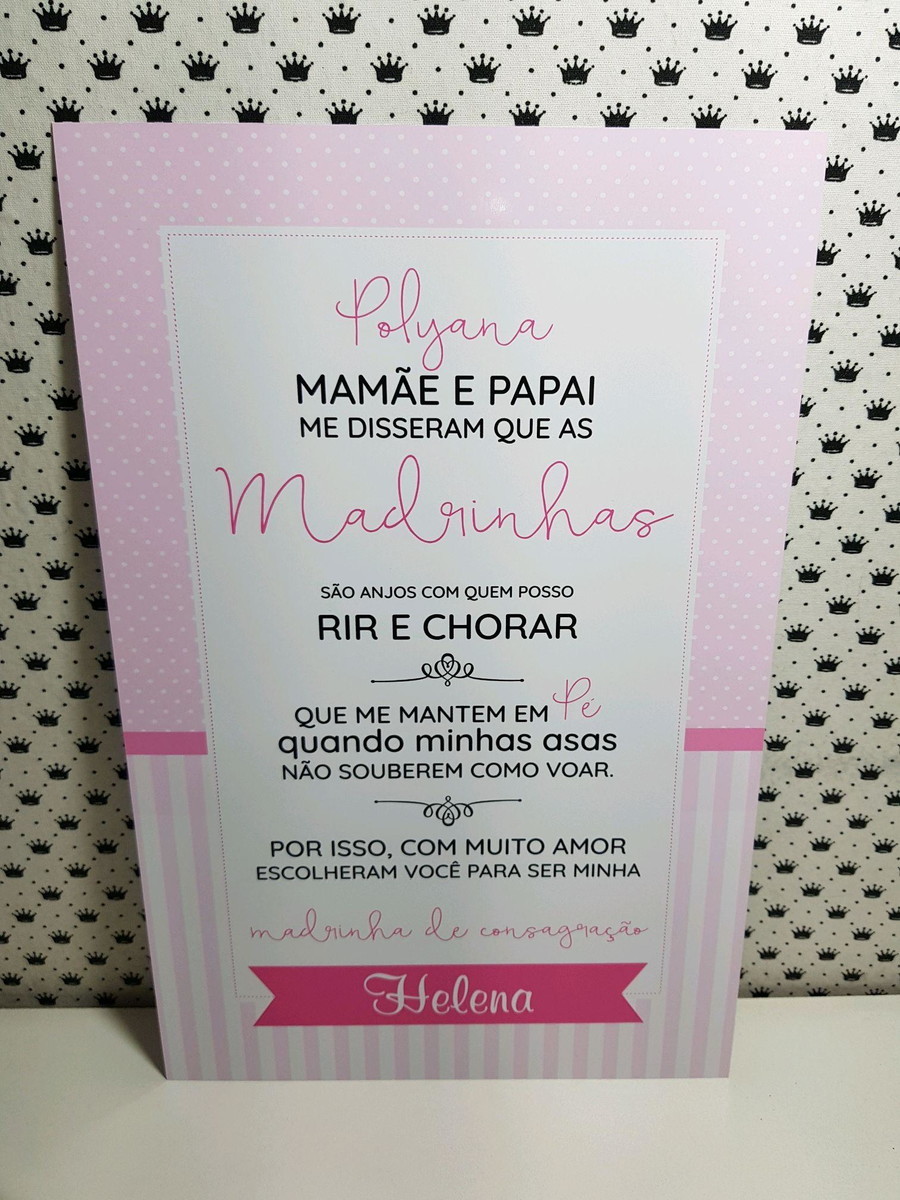 Polyana
MAMÃE E PAPAI
ME DISSERAM QUE AS
Madrinhas
SÃO ANJOS COM QUEM POSSO
RIR E CHORAR
QUE ME MANTEM EM Pé
quando minhas asas
NÃO SOUBEREM COMO VOAR.
POR ISSO, COM MUITO AMOR
ESCOLHERAM VOCÊ PARA SER MINHA
madrinha de consagração
Helena